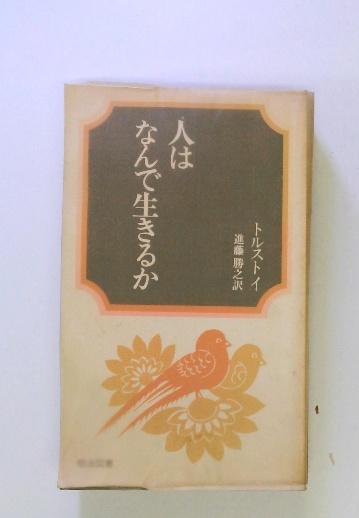 人は
なんで生きるか
トルストイ
進藤勝之訳